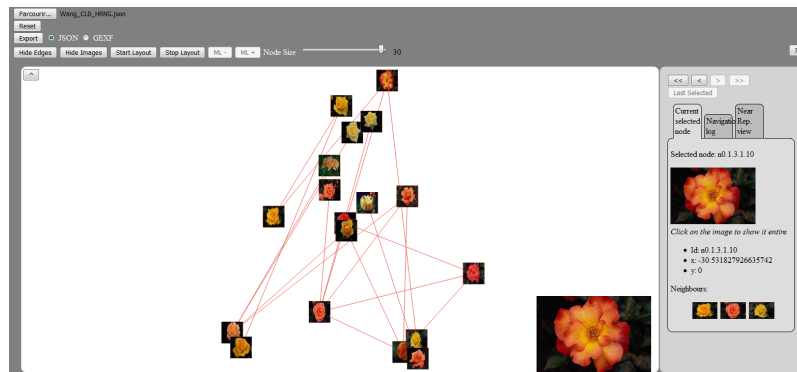 Parcourir... Wang_CLD_HRNG.json
Reset
Export JSON GEXF
Hide Edges Hide Images Start Layout Stop Layout ML - ML + Node Size 30
^
<< < > >>
Last Selected
Current selected node
Navigatio log
Near Rep. view
Selected node: n0.1.3.1.10
Click on the image to show it entire
Id: n0.1.3.1.10
x: -30.531827926635742
y: 0
Neighbours: